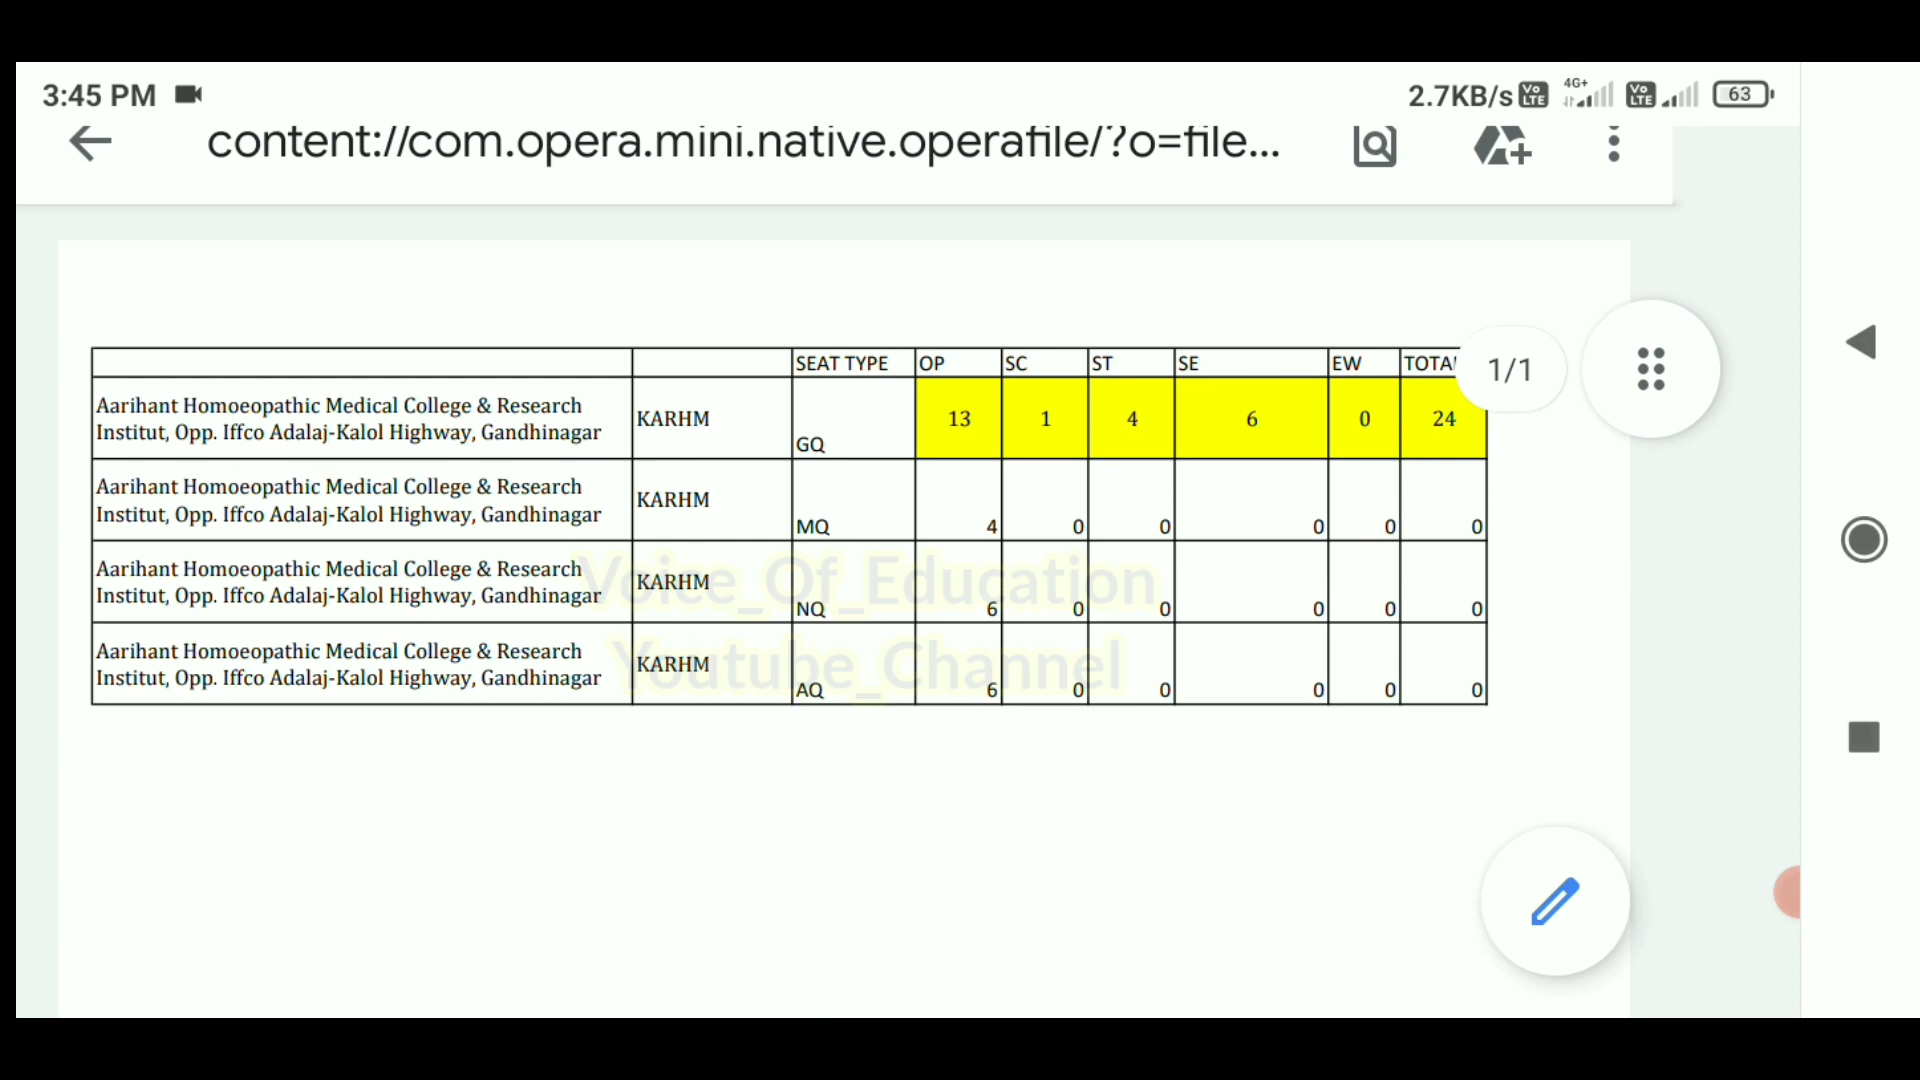 3:45 PM 2.7KB/s Vo LTE 4G+ Vo LTE 63
content://com.opera.mini.native.operafile/?o=file...
SEAT TYPE OP SC ST SE EW TOTA
1/1
Aarihant Homoeopathic Medical College & Research
Institut, Opp. Iffco Adalaj-Kalol Highway, Gandhinagar
KARHM GQ 13 1 4 6 0 24
Aarihant Homoeopathic Medical College & Research
Institut, Opp. Iffco Adalaj-Kalol Highway, Gandhinagar
KARHM MQ 4 0 0 0 0 0
Aarihant Homoeopathic Medical College & Research
Institut, Opp. Iffco Adalaj-Kalol Highway, Gandhinagar
KARHM NQ 6 0 0 0 0 0
Aarihant Homoeopathic Medical College & Research
Institut, Opp. Iffco Adalaj-Kalol Highway, Gandhinagar
KARHM AQ 6 0 0 0 0 0
Voice_Of_Education
Youtube_Channel